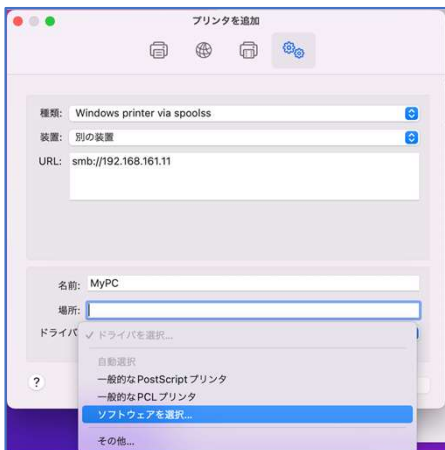 プリンタを追加
種類: Windows printer via spoolss
装置: 別の装置
URL: smb://192.168.161.11
名前: MyPC
場所:
ドライバ
✓ ドライバを選択...
自動選択
一般的なPostScriptプリンタ
一般的なPCLプリンタ
ソフトウェアを選択...
?
その他...